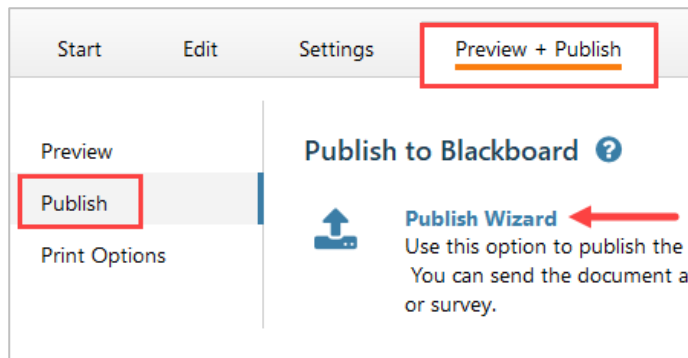 Start Edit Settings Preview + Publish
Preview
Publish
Print Options
Publish to Blackboard ?
Publish Wizard
Use this option to publish the
You can send the document a
or survey.